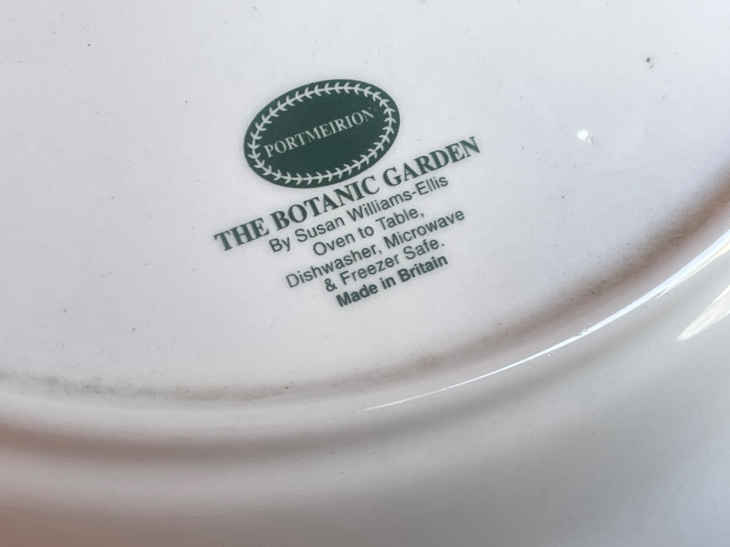 PORTMEIRION
THE BOTANIC GARDEN
By Susan Williams-Ellis
Oven to Table,
Dishwasher, Microwave
& Freezer Safe.
Made in Britain